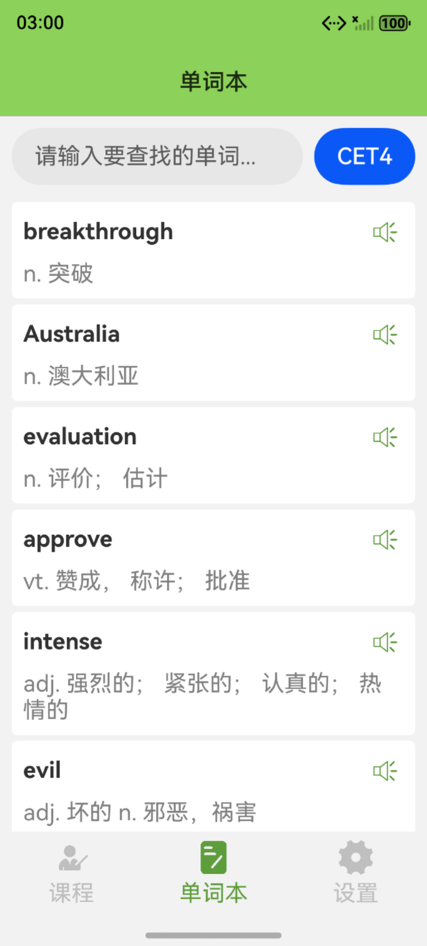 03:00
100
单词本
请输入要查找的单词...
CET4
breakthrough
n. 突破
Australia
n. 澳大利亚
evaluation
n. 评价； 估计
approve
vt. 赞成， 称许； 批准
intense
adj. 强烈的； 紧张的； 认真的； 热
情的
evil
adj. 坏的 n. 邪恶，祸害
课程
单词本
设置